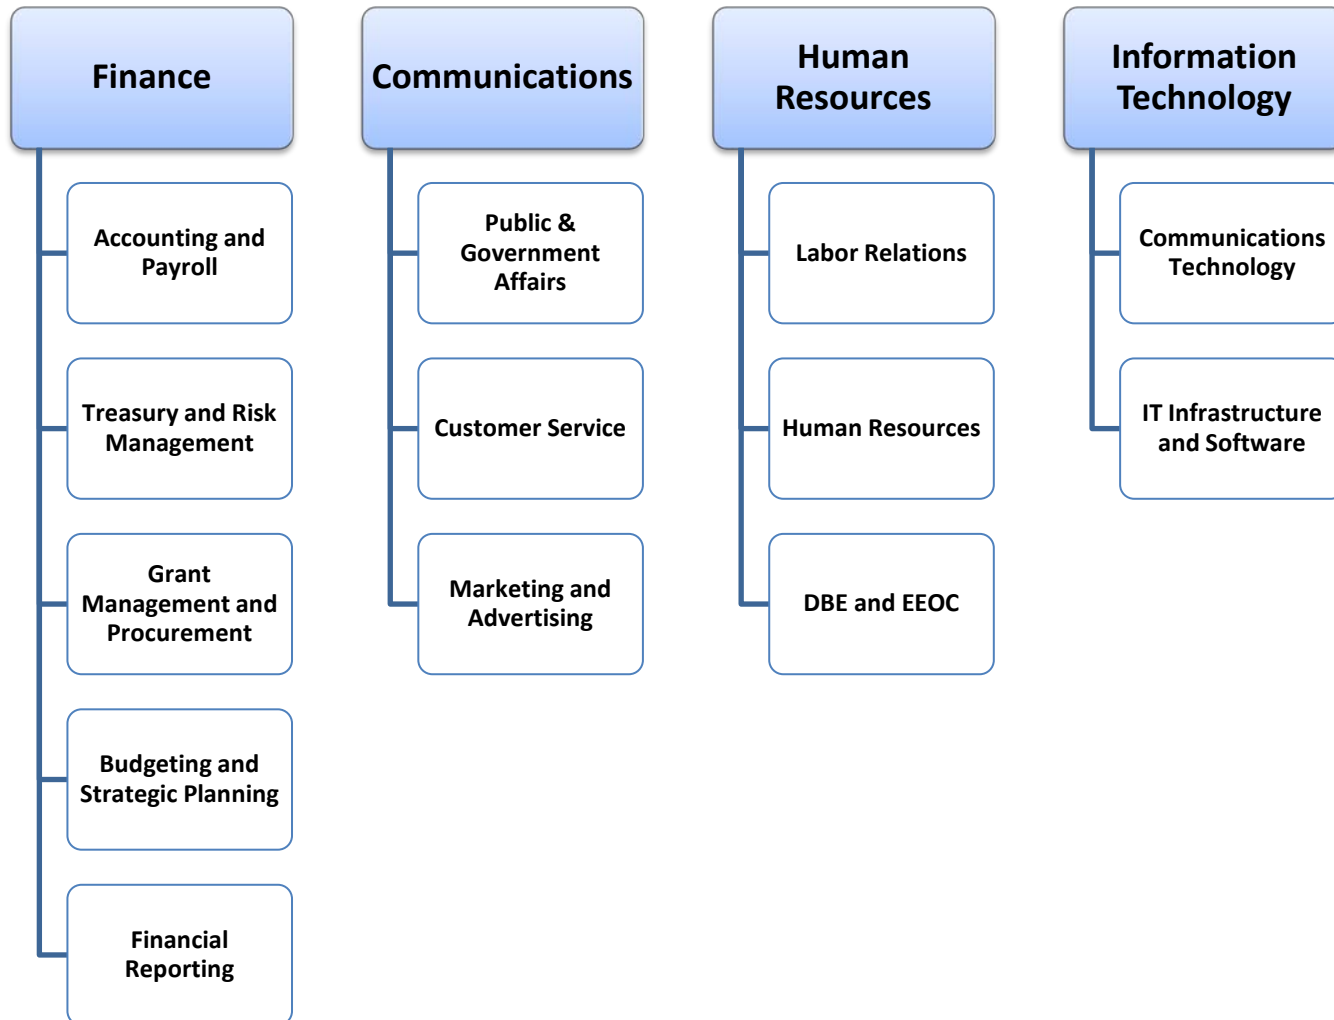 Finance
Accounting and
Payroll
Treasury and Risk
Management
Grant
Management and
Procurement
Budgeting and
Strategic Planning
Financial
Reporting
Communications
Public &
Government
Affairs
Customer Service
Marketing and
Advertising
Human
Resources
Labor Relations
Human Resources
DBE and EEOC
Information
Technology
Communications
Technology
IT Infrastructure
and Software